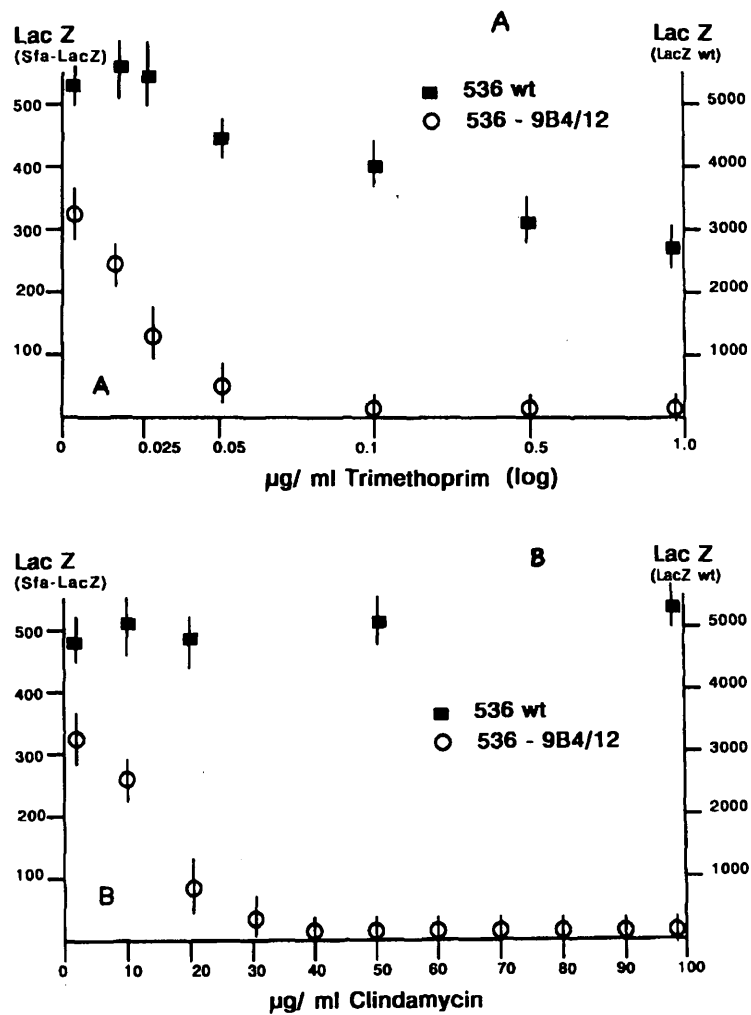 A
Lac Z
(Sfa-LacZ)
Lac Z
(LacZ wt)
500
400
300
200
100
5000
4000
3000
2000
1000
536 wt
536 - 9B4/12
A
0
0.025
0.05
0.1
0.5
1.0
µg/ ml Trimethoprim (log)
B
Lac Z
(Sfa-LacZ)
Lac Z
(LacZ wt)
500
400
300
200
100
5000
4000
3000
2000
1000
536 wt
536 - 9B4/12
B
0 10 20 30 40 50 60 70 80 90 100
µg/ ml Clindamycin